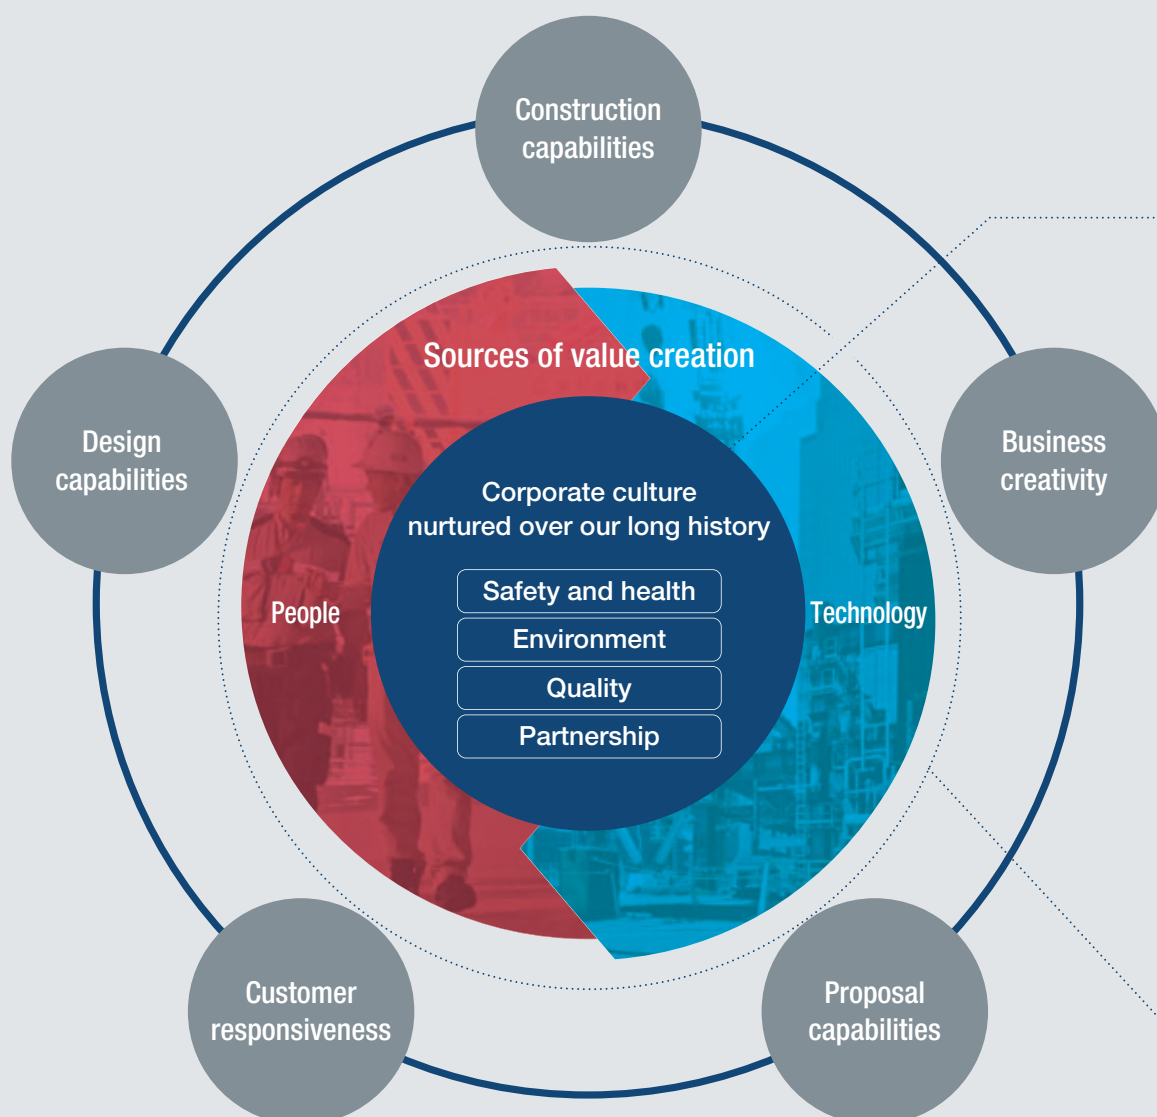 Construction
capabilities
Sources of value creation
Design
capabilities
Business
creativity
Corporate culture
nurtured over our long history
Safety and health
People
Technology
Environment
Quality
Partnership
Customer
responsiveness
Proposal
capabilities